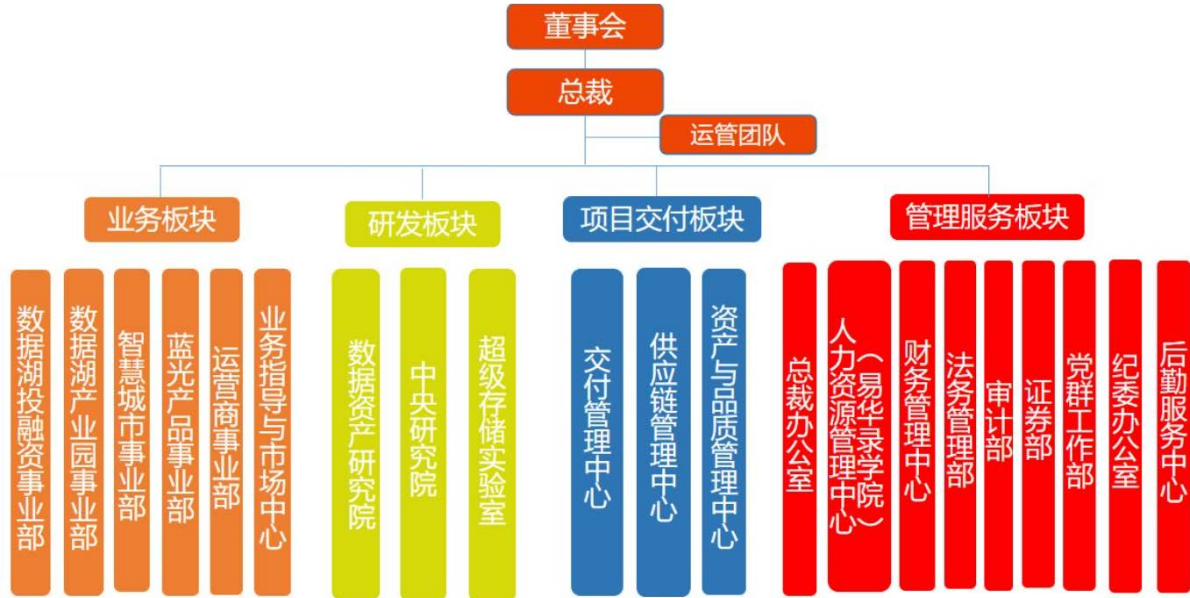 董事会
总裁
运管团队
业务板块
研发板块
项目交付板块
管理服务板块
数据湖投融资事业部
数据湖产业园事业部
智慧城市事业部
蓝光产品事业部
运营商事业部
业务指导与市场中心
数据资产研究院
中央研究院
超级存储实验室
交付管理中心
供应链管理中心
资产与品质管理中心
总裁办公室
人力资源管理中心
（易华录学院）
财务管理中心
法务管理部
审计部
证券部
党群工作部
纪委办公室
后勤服务中心